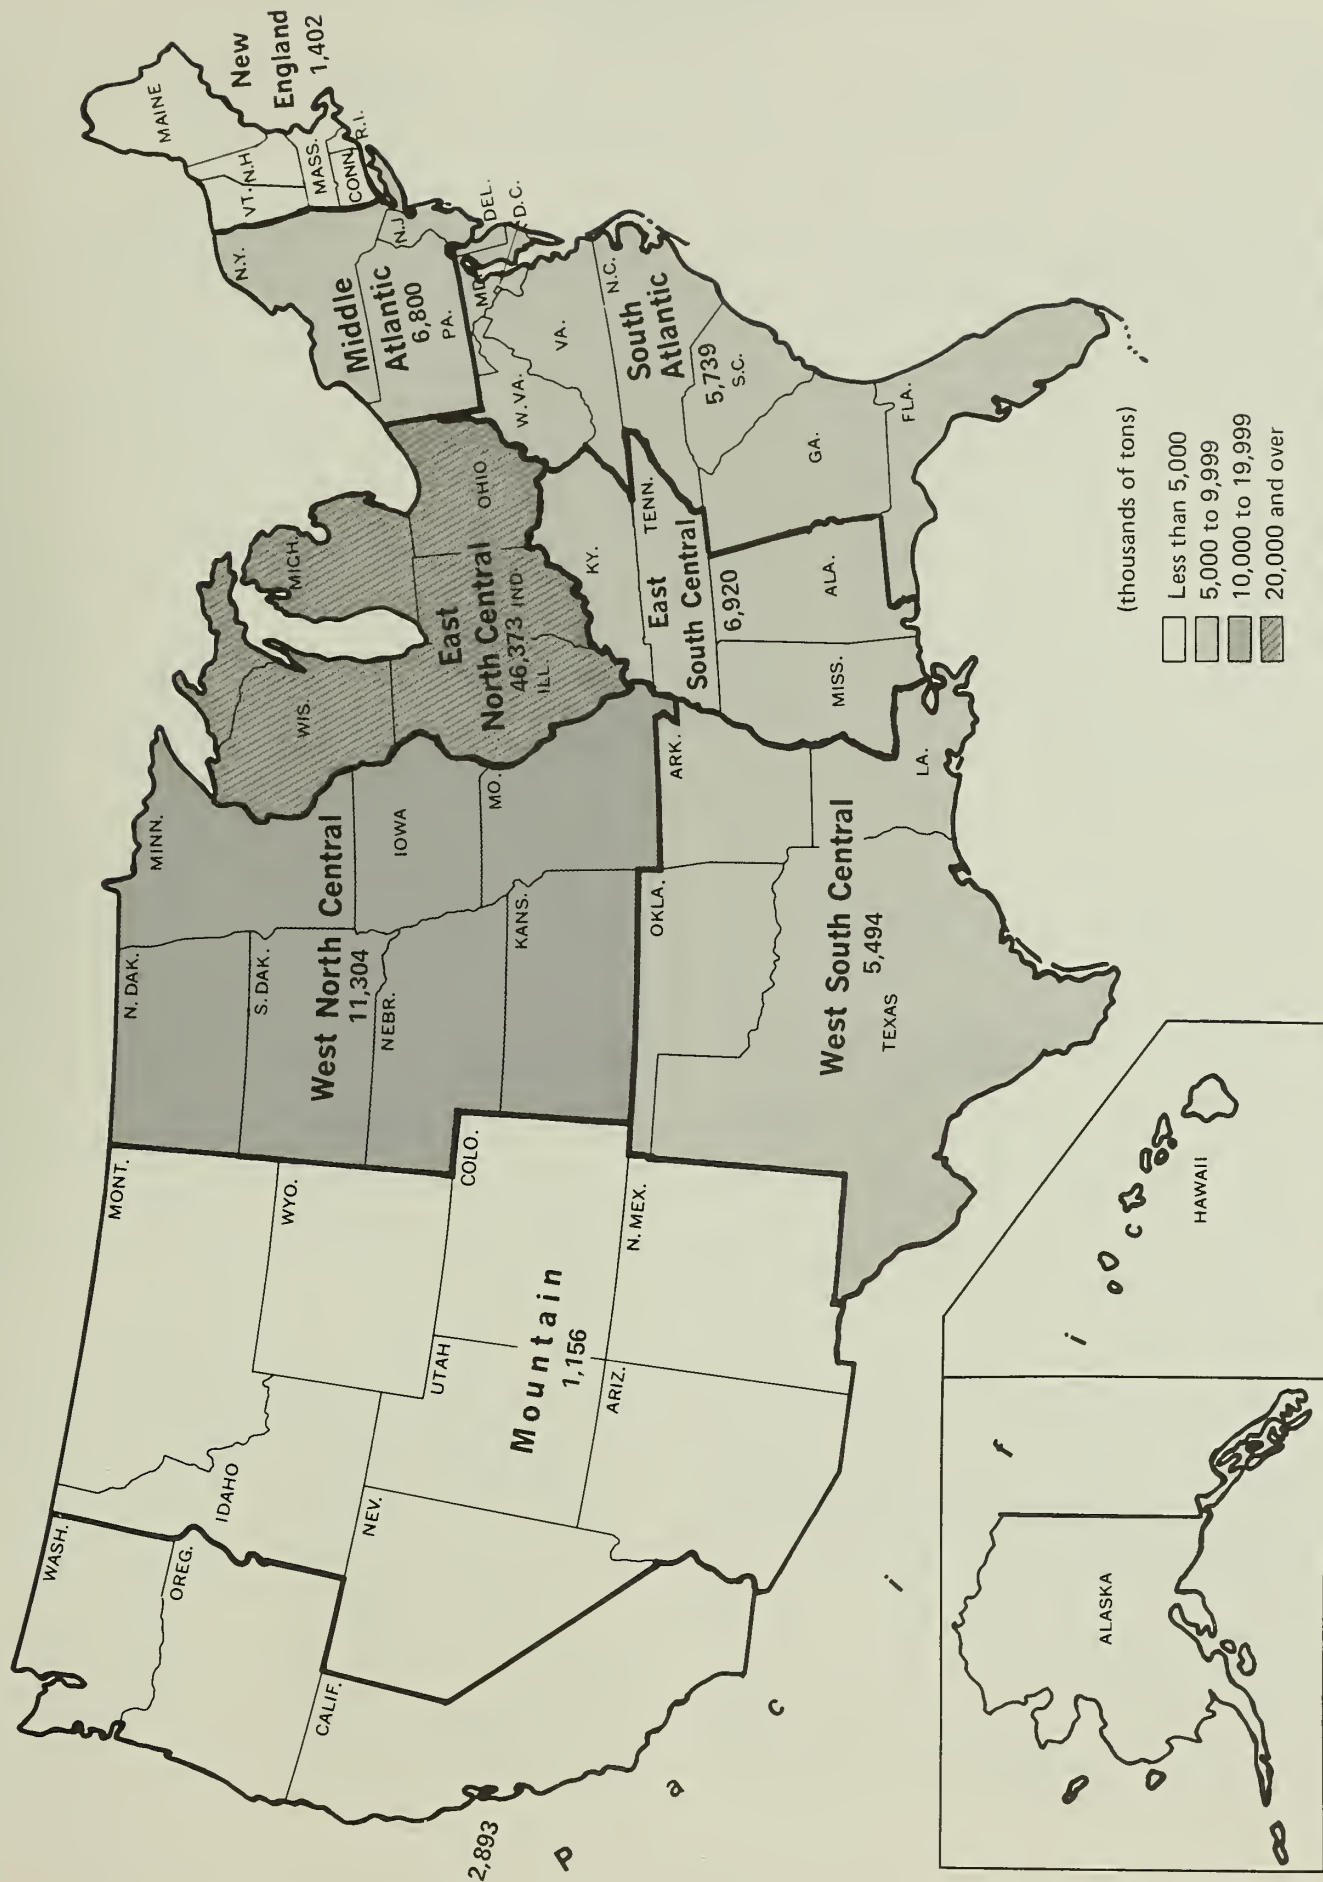 WASH.
OREG.
CALIF.
IDAHO
NEV.
MONT.
WYO.
UTAH
COLO.
ARIZ.
N. MEX.
Mountain
1,156
2,893
P a c i f i c
N. DAK.
S. DAK.
NEBR.
KANS.
MINN.
IOWA
MO.
West North Central
11,304
OKLA.
ARK.
TEXAS
LA.
West South Central
5,494
WIS.
MICH.
ILL.
IND.
OHIO
East
North Central
46,373
KY.
TENN.
MISS.
ALA.
East
South Central
6,920
N.Y.
PA.
N.J.
Middle
Atlantic
6,800
MAINE
VT.
N.H.
MASS.
CONN.
R.I.
New
England
1,402
DEL.
D.C.
MD.
W.VA.
VA.
N.C.
S.C.
GA.
FLA.
South
Atlantic
5,739
ALASKA
HAWAII
(thousands of tons)
Less than 5,000
5,000 to 9,999
10,000 to 19,999
20,000 and over